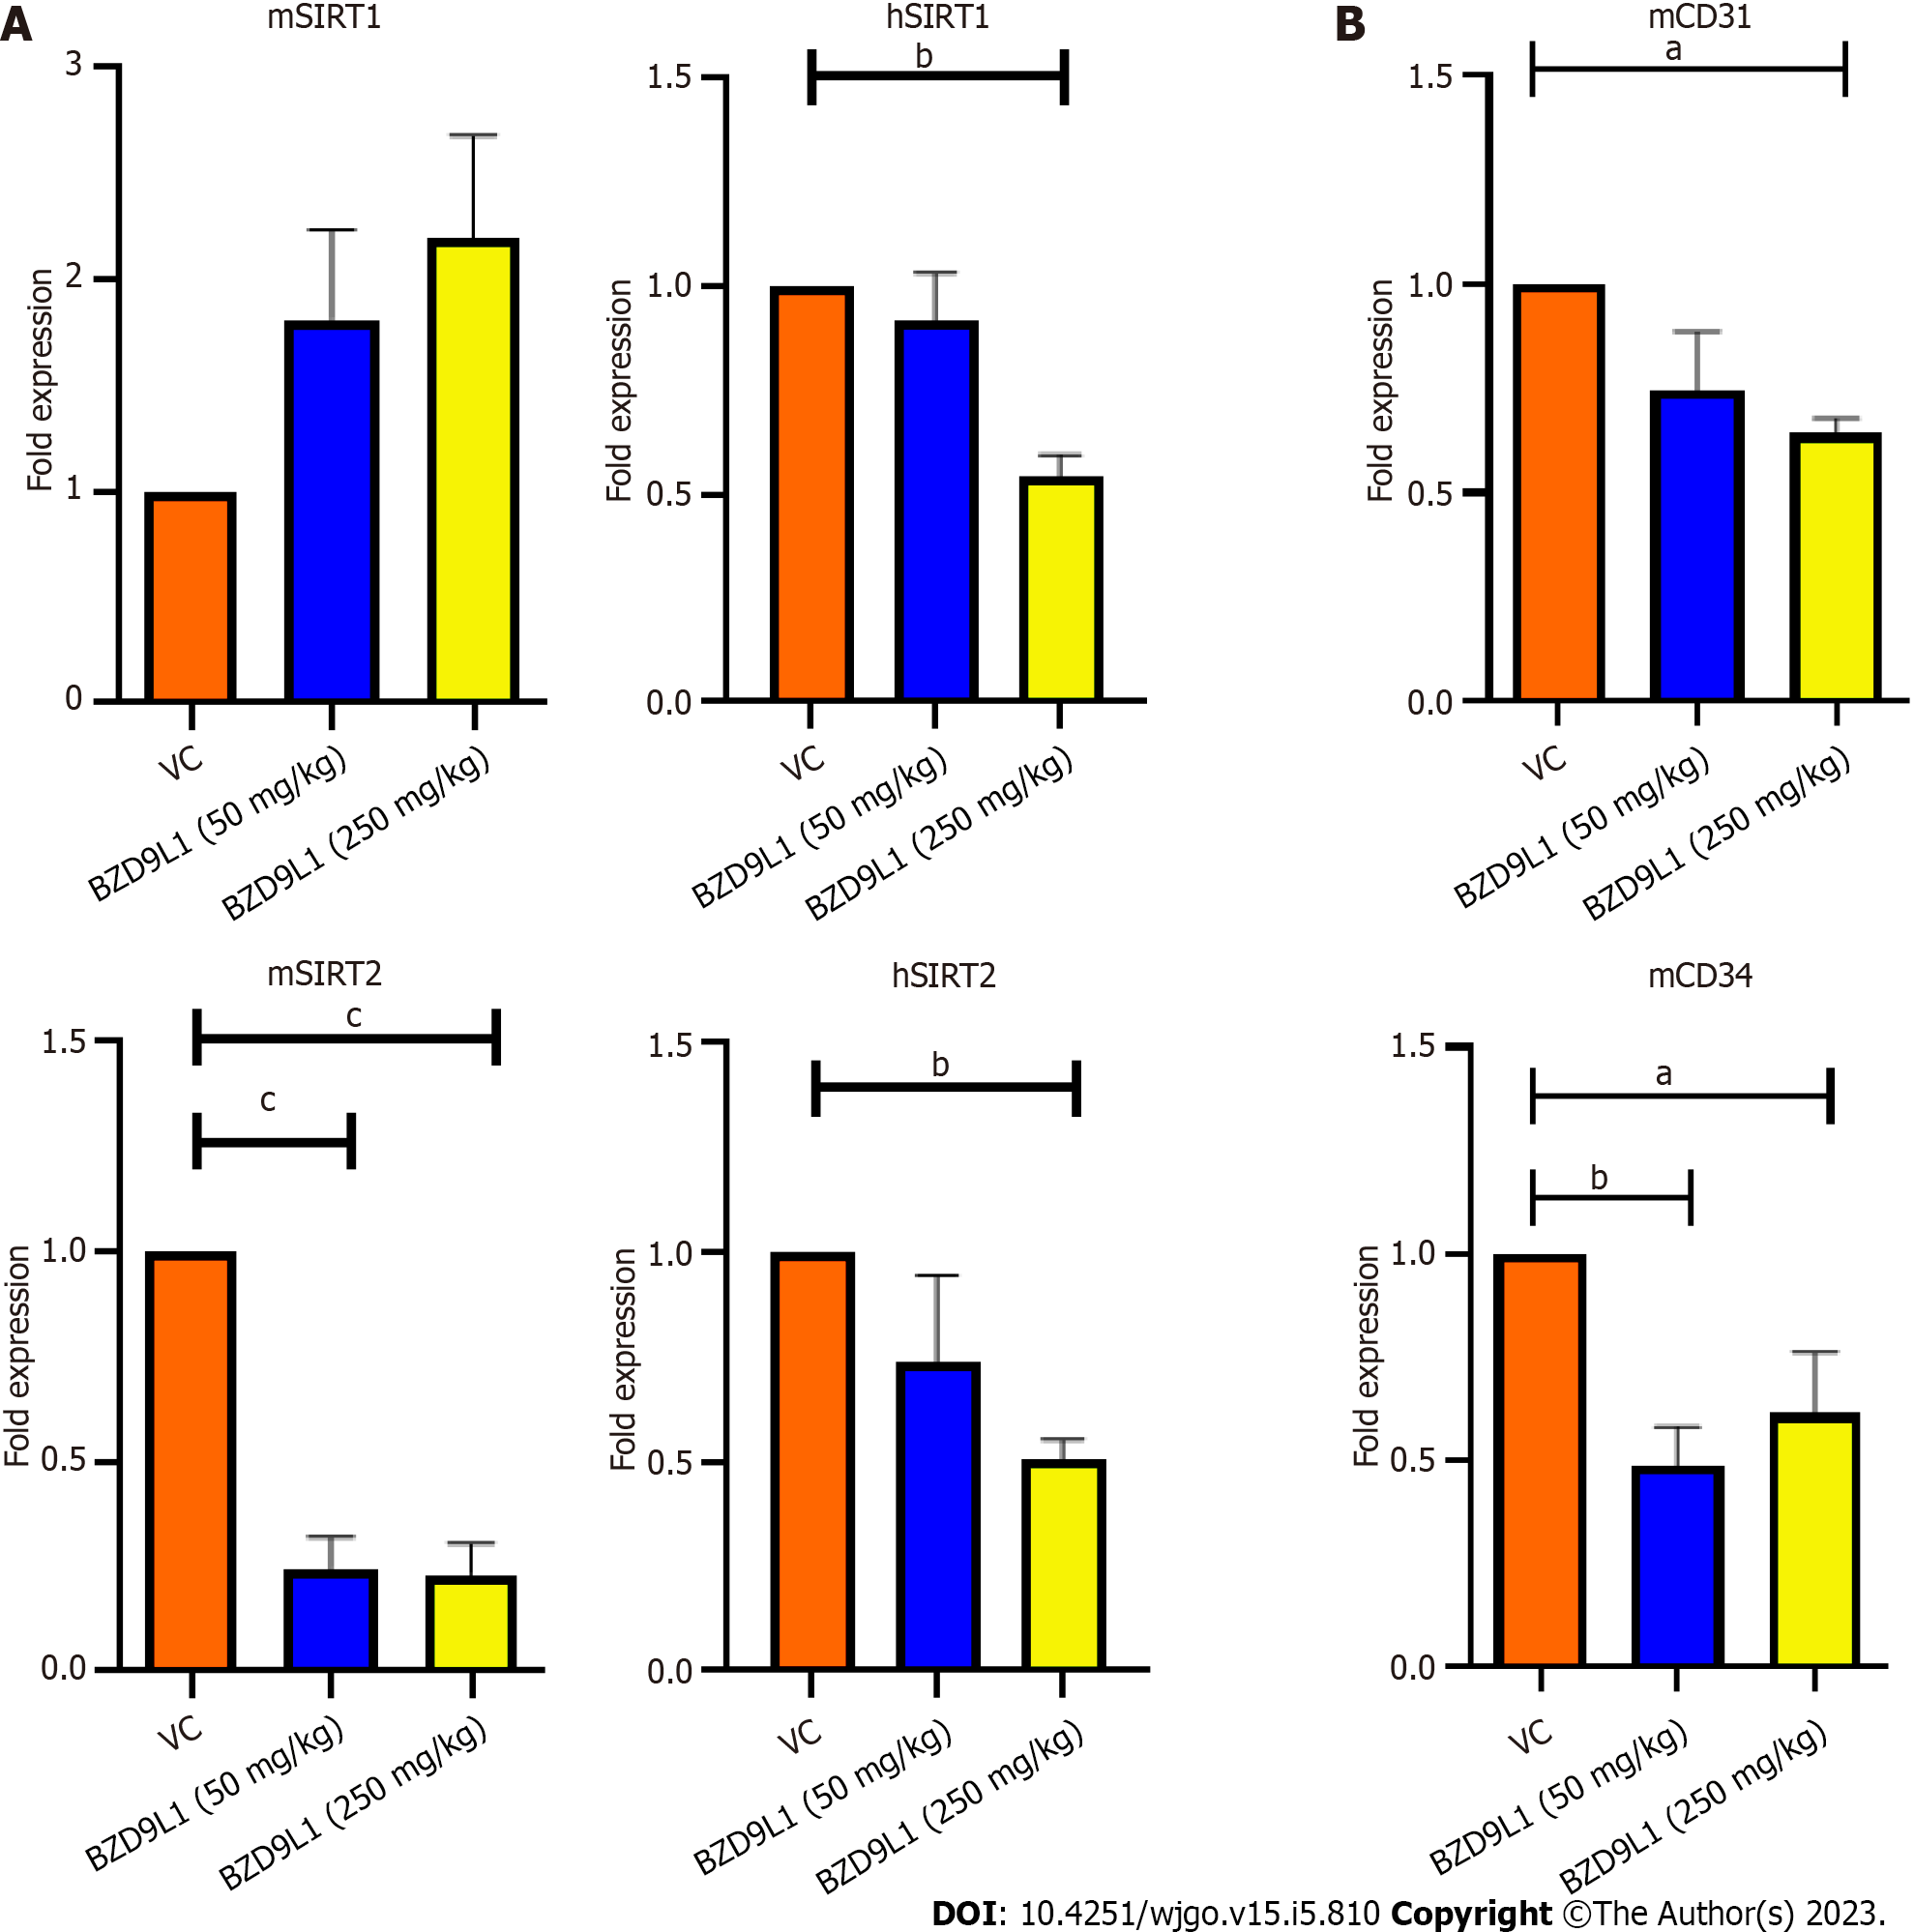 A
mSIRT1
3
2
1
0
Fold expression
VC
BZD9L1 (50 mg/kg)
BZD9L1 (250 mg/kg)
hSIRT1
b
1.5
1.0
0.5
0.0
Fold expression
VC
BZD9L1 (50 mg/kg)
BZD9L1 (250 mg/kg)
B
mCD31
a
1.5
1.0
0.5
0.0
Fold expression
VC
BZD9L1 (50 mg/kg)
BZD9L1 (250 mg/kg)
mSIRT2
c
c
1.5
1.0
0.5
0.0
Fold expression
VC
BZD9L1 (50 mg/kg)
BZD9L1 (250 mg/kg)
hSIRT2
b
1.5
1.0
0.5
0.0
Fold expression
VC
BZD9L1 (50 mg/kg)
BZD9L1 (250 mg/kg)
mCD34
a
b
1.5
1.0
0.5
0.0
Fold expression
VC
BZD9L1 (50 mg/kg)
BZD9L1 (250 mg/kg)
DOI: 10.4251/wjgo.v15.i5.810 Copyright ©The Author(s) 2023.